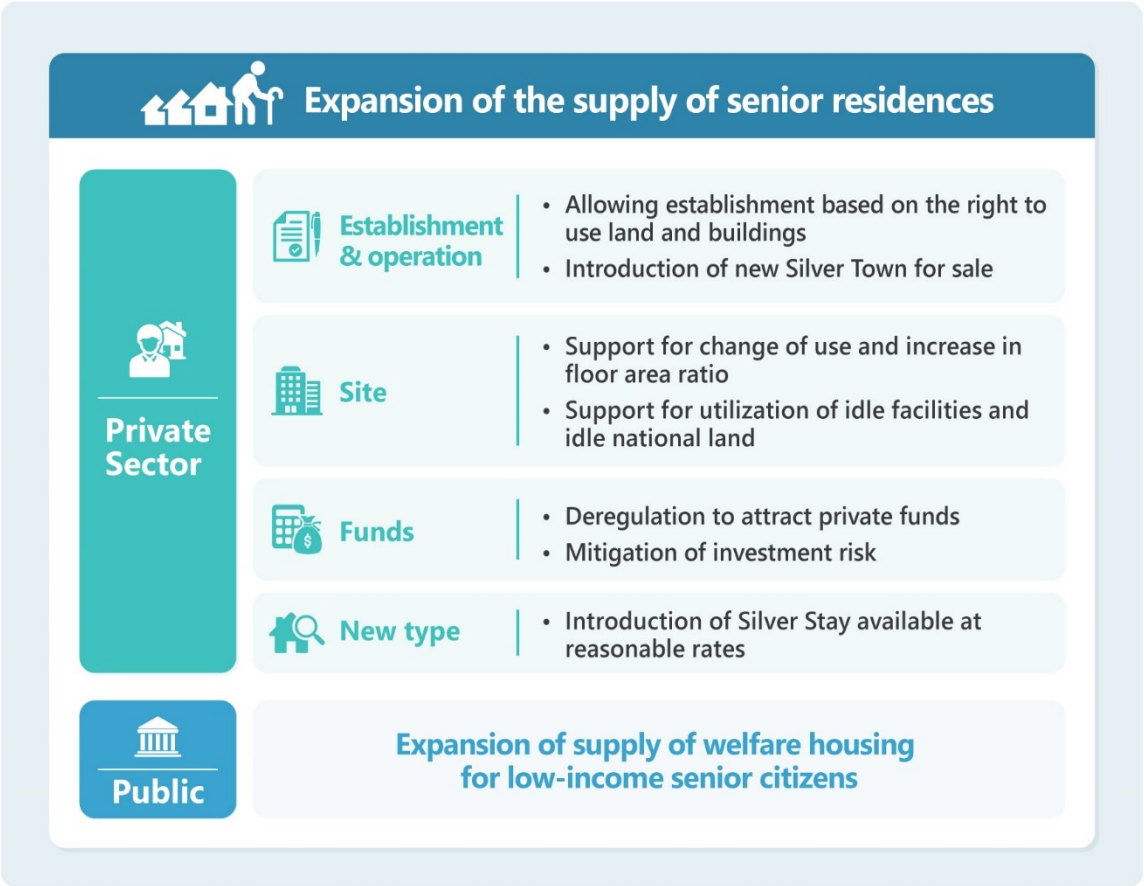 Expansion of the supply of senior residences
Private
Sector
Establishment
& operation
• Allowing establishment based on the right to
use land and buildings
• Introduction of new Silver Town for sale
Site
• Support for change of use and increase in
floor area ratio
• Support for utilization of idle facilities and
idle national land
Funds
$
• Deregulation to attract private funds
• Mitigation of investment risk
New type
• Introduction of Silver Stay available at
reasonable rates
Public
Expansion of supply of welfare housing
for low-income senior citizens